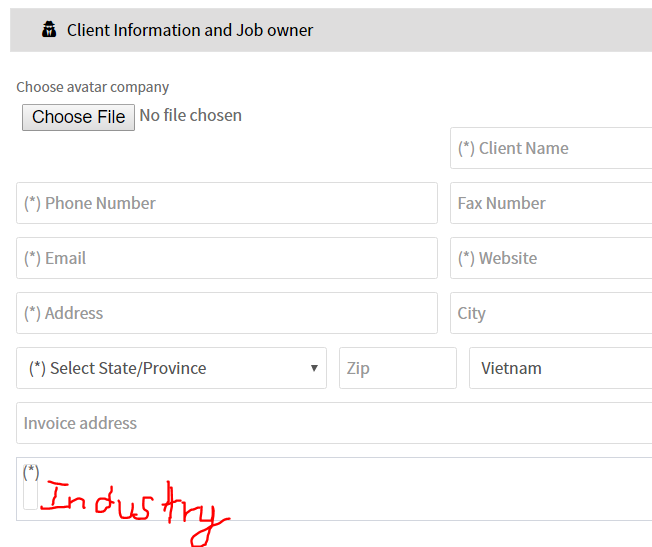 Client Information and Job owner
Choose avatar company
Choose File No file chosen
(*) Client Name
(*) Phone Number
Fax Number
(*) Email
(*) Website
(*) Address
City
(*) Select State/Province
Zip
Vietnam
Invoice address
(*)
Industry